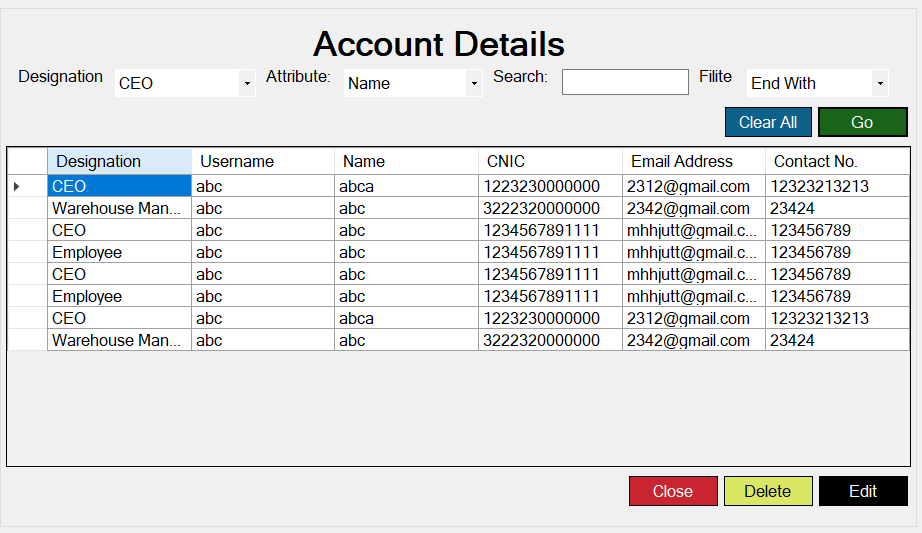 Account Details
Designation CEO Attribute: Name Search: Filite End With
Clear All Go
Designation Username Name CNIC Email Address Contact No.
CEO abc abca 1223230000000 2312@gmail.com 12323213213
Warehouse Man... abc abc 3222320000000 2342@gmail.com 23424
CEO abc abc 1234567891111 mhhjutt@gmail.c... 123456789
Employee abc abc 1234567891111 mhhjutt@gmail.c... 123456789
CEO abc abc 1234567891111 mhhjutt@gmail.c... 123456789
Employee abc abc 1234567891111 mhhjutt@gmail.c... 123456789
CEO abc abca 1223230000000 2312@gmail.com 12323213213
Warehouse Man... abc abc 3222320000000 2342@gmail.com 23424
Close Delete Edit